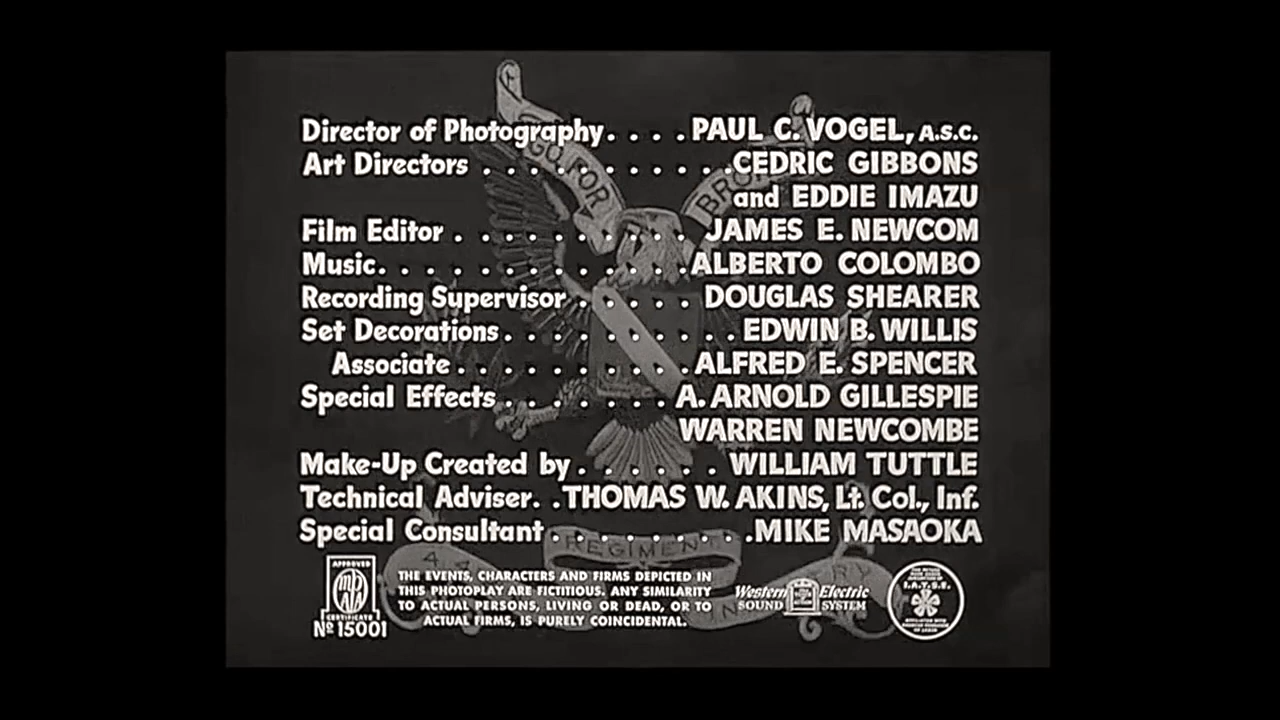 Director of Photography. . . . PAUL C. VOGEL, A.S.C.
Art Directors . . . . . . . . . . . CEDRIC GIBBONS
and EDDIE IMAZU
Film Editor . . . . . . . . . . JAMES E. NEWCOM
Music. . . . . . . . . . . . . ALBERTO COLOMBO
Recording Supervisor . . . . . DOUGLAS SHEARER
Set Decorations. . . . . . . . . . EDWIN B. WILLIS
Associate . . . . . . . . . . ALFRED E. SPENCER
Special Effects. . . . . . . . A. ARNOLD GILLESPIE
WARREN NEWCOMBE
Make-Up Created by . . . . . . WILLIAM TUTTLE
Technical Adviser. . THOMAS W. AKINS, Lt. Col., Inf.
Special Consultant . . . . . . . . . MIKE MASAOKA
GO FOR BRO
REGIMENT
APPROVED
MPAA
CERTIFICATE
Nº 15001
THE EVENTS, CHARACTERS AND FIRMS DEPICTED IN
THIS PHOTOPLAY ARE FICTITIOUS. ANY SIMILARITY
TO ACTUAL PERSONS, LIVING OR DEAD, OR TO
ACTUAL FIRMS, IS PURELY COINCIDENTAL.
Western Electric
SOUND SYSTEM
I.A.T.S.E.